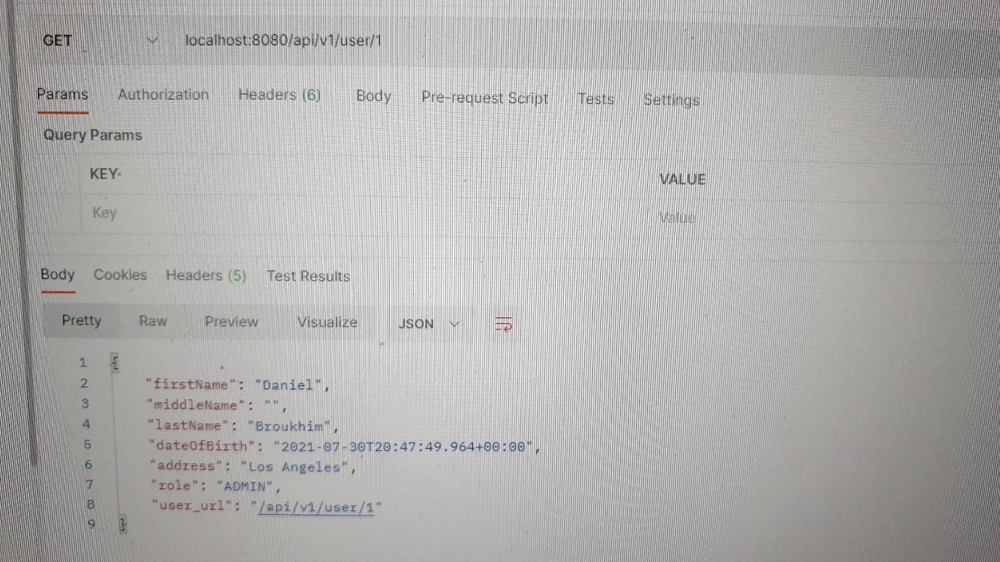 GET localhost:8080/api/v1/user/1
Params Authorization Headers (6) Body Pre-request Script Tests Settings
Query Params
KEY VALUE
Key Value
Body Cookies Headers (5) Test Results
Pretty Raw Preview Visualize JSON
1 {
2 "firstName": "Daniel",
3 "middleName": "",
4 "lastName": "Broukhim",
5 "dateOfBirth": "2021-07-30T20:47:49.964+00:00",
6 "address": "Los Angeles",
7 "role": "ADMIN",
8 "user_url": "/api/v1/user/1"
9 }